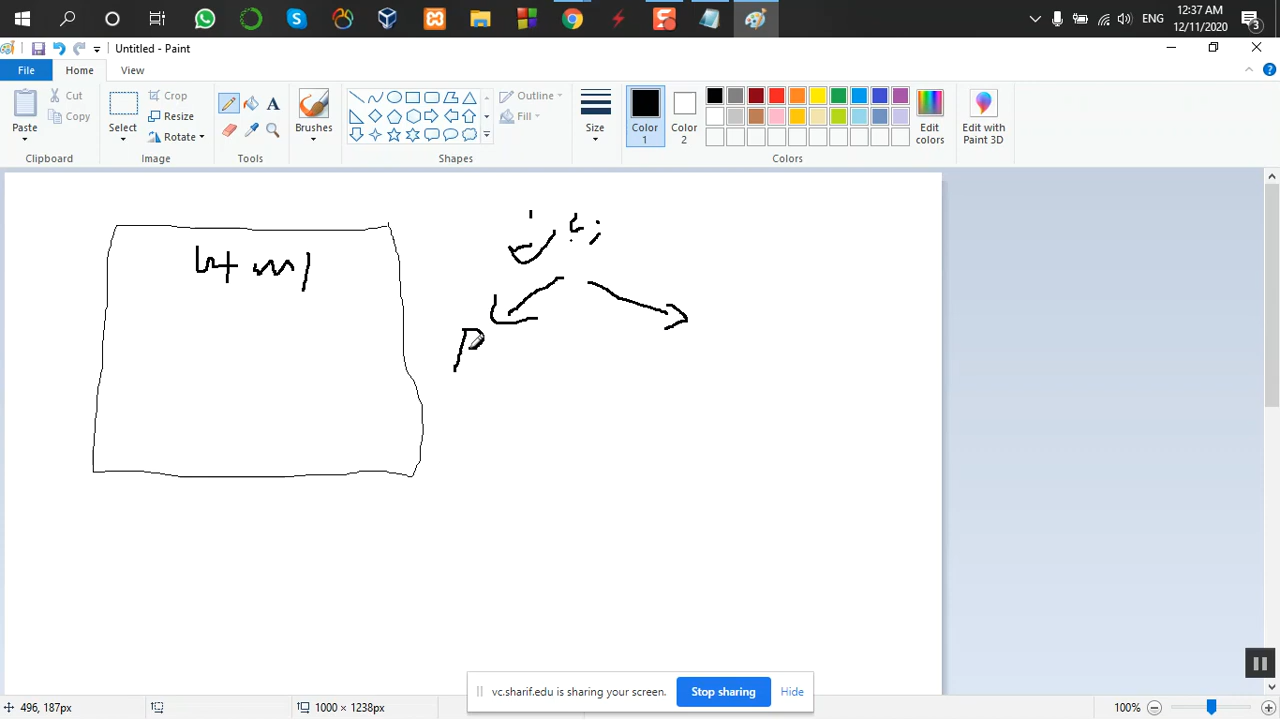 12:37 AM
ENG
12/11/2020
3
Untitled - Paint
File
Home
View
Paste
Cut
Copy
Clipboard
Select
Crop
Resize
Rotate
Image
Tools
Brushes
Shapes
Outline
Fill
Size
Color 1
Color 2
Colors
Edit colors
Edit with Paint 3D
html
P
vc.sharif.edu is sharing your screen.
Stop sharing
Hide
496, 187px
1000 × 1238px
100%